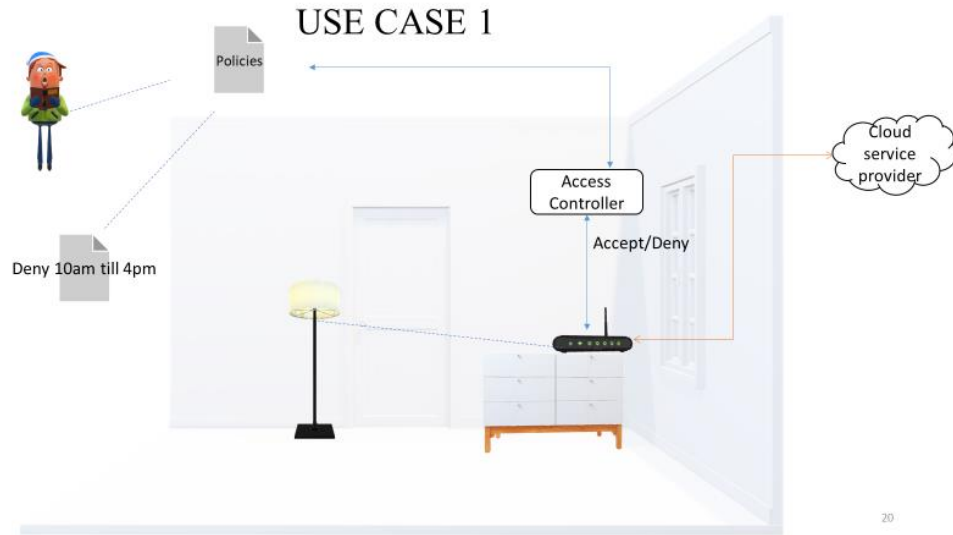 USE CASE 1
Policies
Cloud
service
provider
Access
Controller
Accept/Deny
Deny 10am till 4pm
20